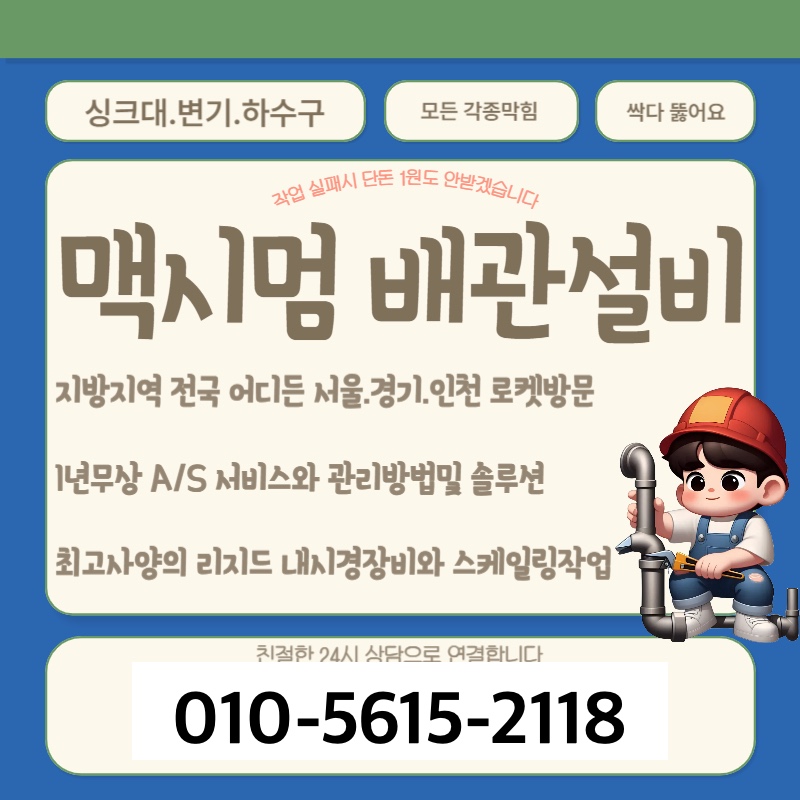 싱크대.변기.하수구
모든 각종막힘
싹다 뚫어요
작업 실패시 단돈 1원도 안받겠습니다
맥시멈 배관설비
지방지역 전국 어디든 서울.경기.인천 로켓방문
1년무상 A/S 서비스와 관리방법및 솔루션
최고사양의 리지드 내시경장비와 스케일링작업
친절한 24시 상담으로 연결합니다
010-5615-2118